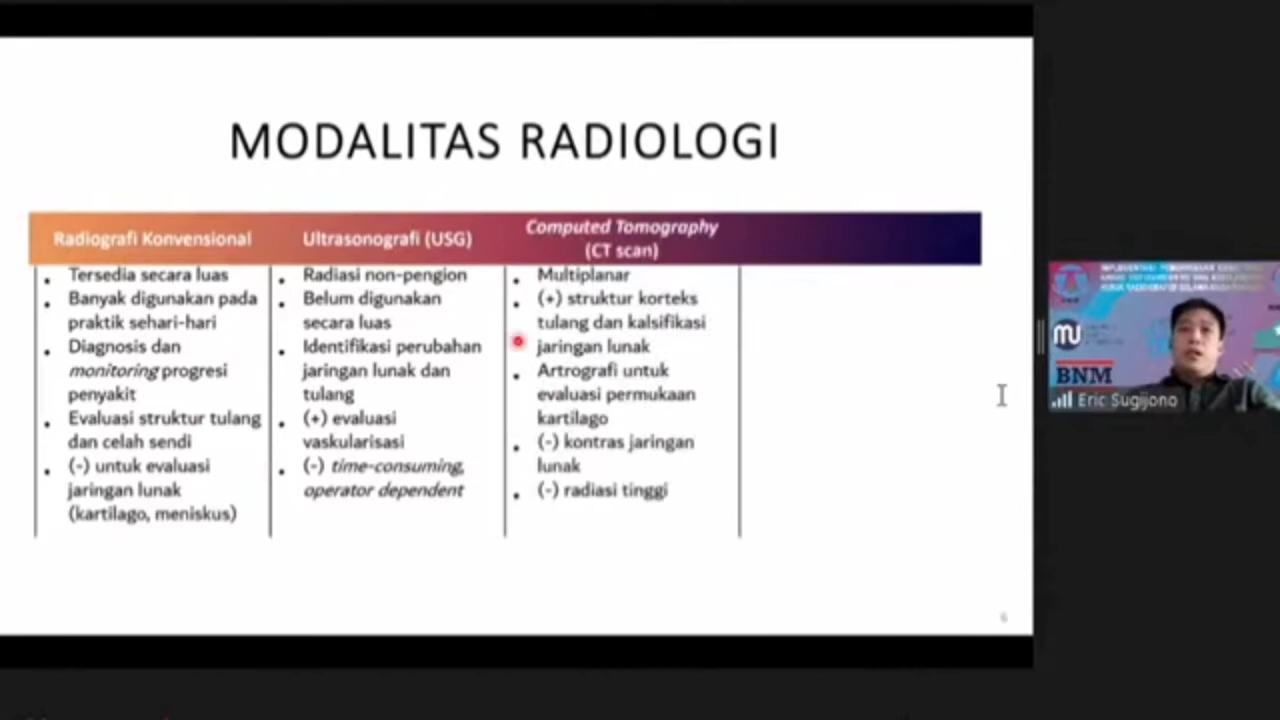 MODALITAS RADIOLOGI
Radiografi Konvensional
Tersedia secara luas
Banyak digunakan pada
praktik sehari-hari
Diagnosis dan
monitoring progresi
penyakit
Evaluasi struktur tulang
dan celah sendi
(-) untuk evaluasi
jaringan lunak
(kartilago, meniskus)
Ultrasonografi (USG)
Radiasi non-pengion
Belum digunakan
secara luas
Identifikasi perubahan
jaringan lunak dan
tulang
(+) evaluasi
vaskularisasi
(-) time-consuming,
operator dependent
Computed Tomography
(CT scan)
Multiplanar
(+) struktur korteks
tulang dan kalsifikasi
jaringan lunak
Artrografi untuk
evaluasi permukaan
kartilago
(-) kontras jaringan
lunak
(-) radiasi tinggi
6
BNM
Eric Sugijono